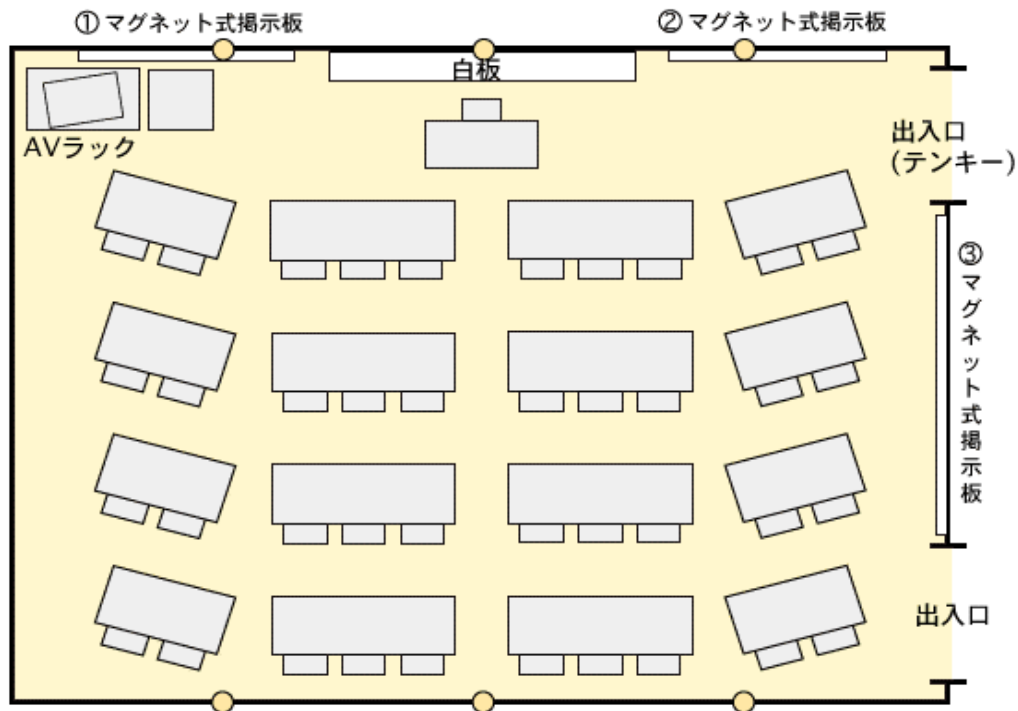 ① マグネット式掲示板
② マグネット式掲示板
白板
AVラック
出入口
(テンキー)
③マグネット式掲示板
出入口